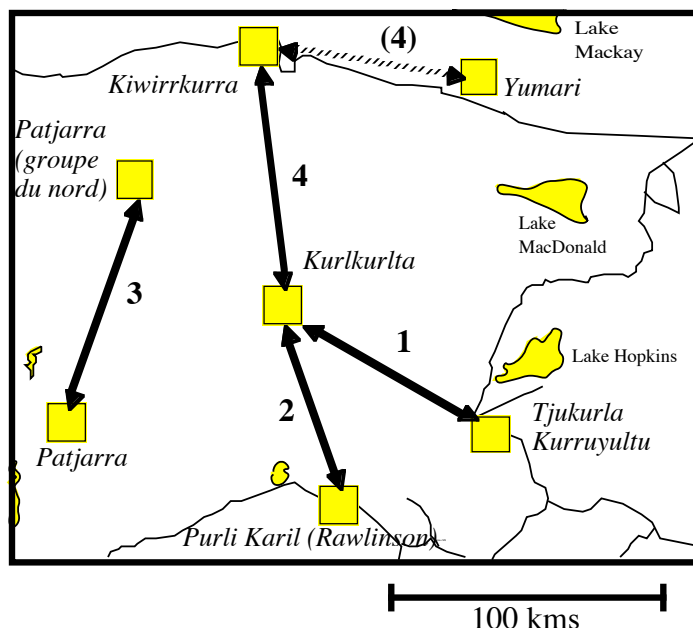 Lake
Mackay
(4)
Kiwirrkurra
Yumari
Patjarra
(groupe
du nord)
4
Lake
MacDonald
Kurlkurlta
3
1
Lake Hopkins
2
Tjukurla
Kurruyultu
Patjarra
Purli Karil (Rawlinson)
100 kms